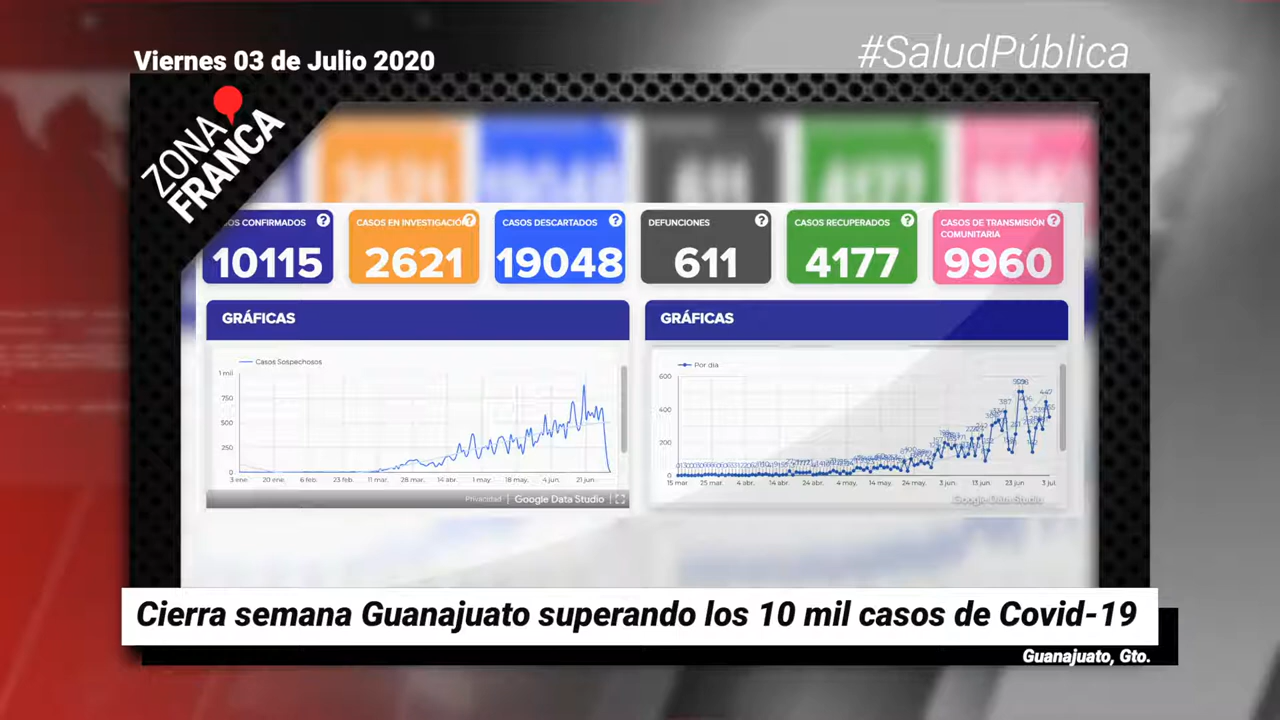 Viernes 03 de Julio 2020
#SaludPública
ZONA
FRANCA
OS CONFIRMADOS
10115
CASOS EN INVESTIGACIÓN
2621
CASOS DESCARTADOS
19048
DEFUNCIONES
611
CASOS RECUPERADOS
4177
CASOS DE TRANSMISIÓN
COMUNITARIA
9960
GRÁFICAS
Casos Sospechosos
1 mil
750
500
250
0
3 ene. 20 ene. 6 feb. 23 feb. 11 mar. 28 mar. 14 abr. 1 may. 18 may. 4 jun. 21 jun.
Privacidad Google Data Studio
GRÁFICAS
Por día
600
400
200
0
15 mar 25 mar. 4 abr. 14 abr. 24 abr. 4 may. 14 may. 24 may. 3 jun. 13 jun. 23 jun 3 jul.
Google Data Studio
Cierra semana Guanajuato superando los 10 mil casos de Covid-19
Guanajuato, Gto.